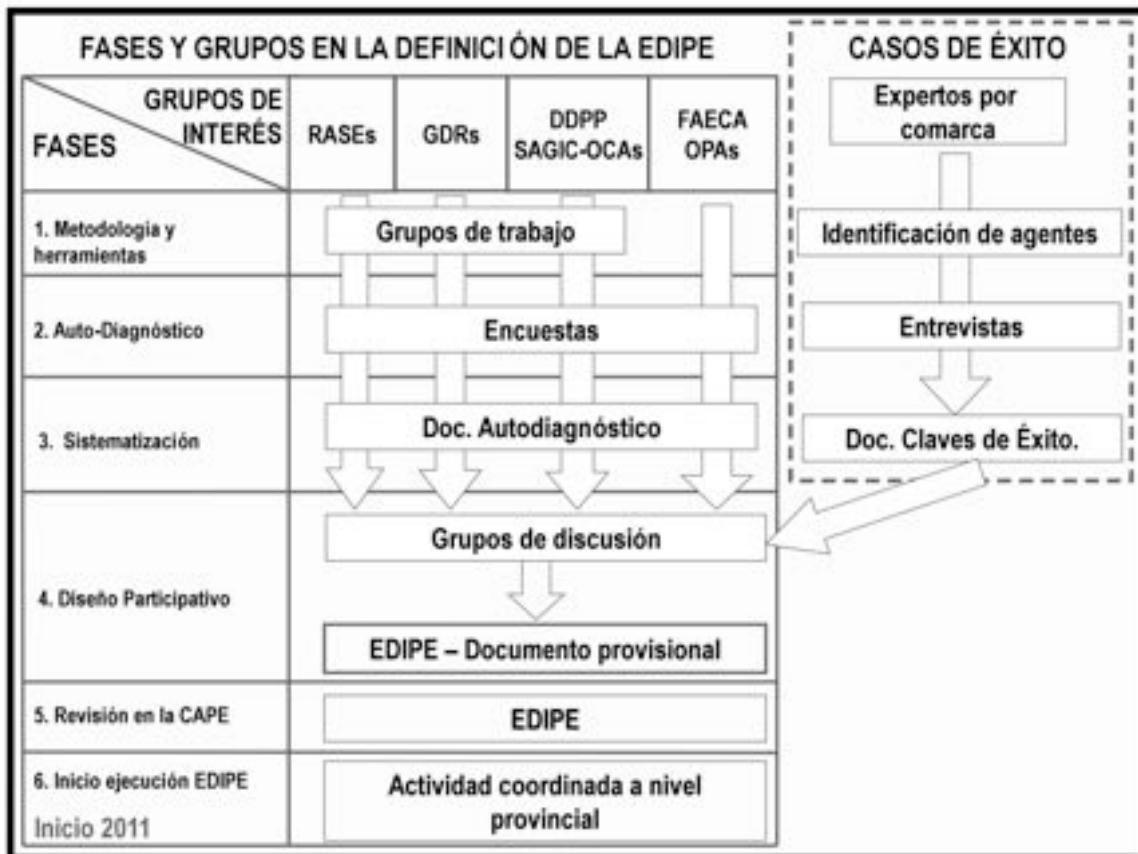 FASES Y GRUPOS EN LA DEFINICIÓN DE LA EDIPE
GRUPOS DE
INTERÉS
FASES
RASEs
GDRs
DDPP
SAGIC-OCAs
FAECA
OPAs
1. Metodología y
herramientas
Grupos de trabajo
2. Auto-Diagnóstico
Encuestas
3. Sistematización
Doc. Autodiagnóstico
4. Diseño Participativo
Grupos de discusión
EDIPE – Documento provisional
5. Revisión en la CAPE
EDIPE
6. Inicio ejecución EDIPE
Inicio 2011
Actividad coordinada a nivel
provincial
CASOS DE ÉXITO
Expertos por
comarca
Identificación de agentes
Entrevistas
Doc. Claves de Éxito.